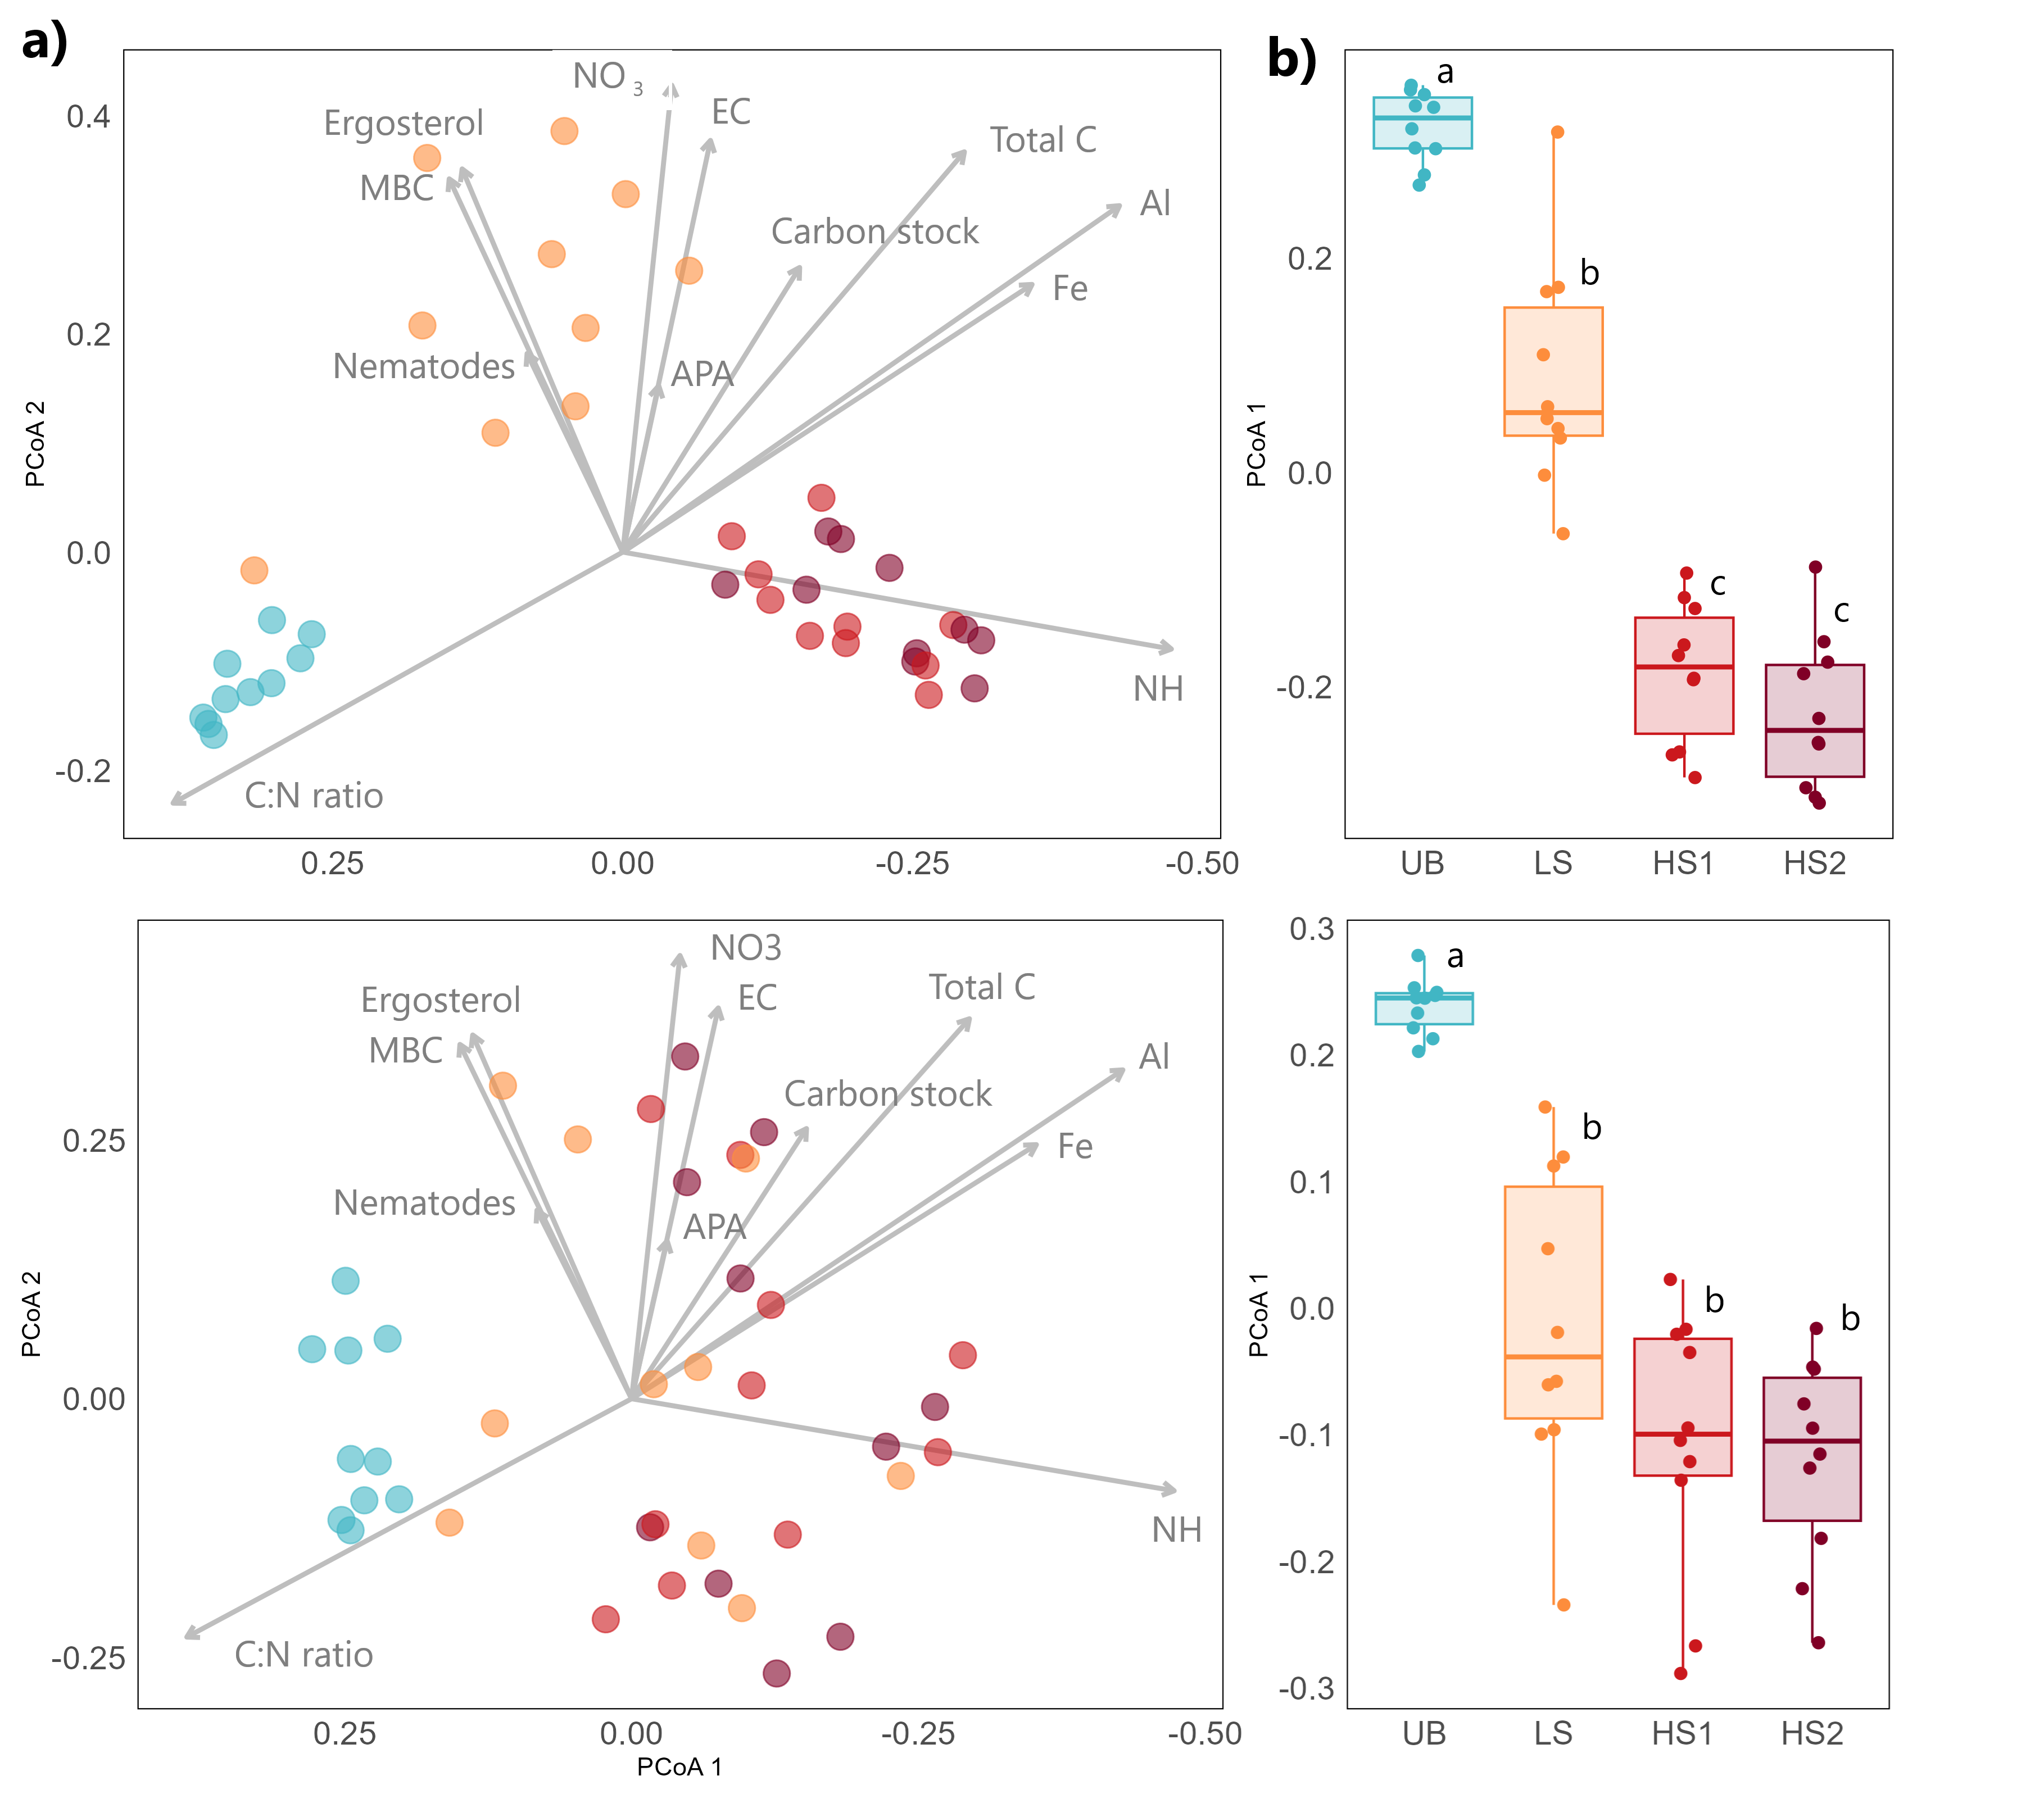 a)
NO 3
EC
Ergosterol
Total C
MBC
Al
Carbon stock
Fe
Nematodes
APA
NH
C:N ratio
PCoA 2
0.4
0.2
0.0
-0.2
0.25 0.00 -0.25 -0.50
b)
a
b
c
c
PCoA 1
0.2
0.0
-0.2
UB LS HS1 HS2
NO3
Ergosterol
EC
Total C
MBC
Al
Carbon stock
Fe
Nematodes
APA
NH
C:N ratio
PCoA 2
0.25
0.00
-0.25
0.25 0.00 -0.25 -0.50
PCoA 1
a
b
b
b
PCoA 1
0.3
0.2
0.1
0.0
-0.1
-0.2
-0.3
UB LS HS1 HS2